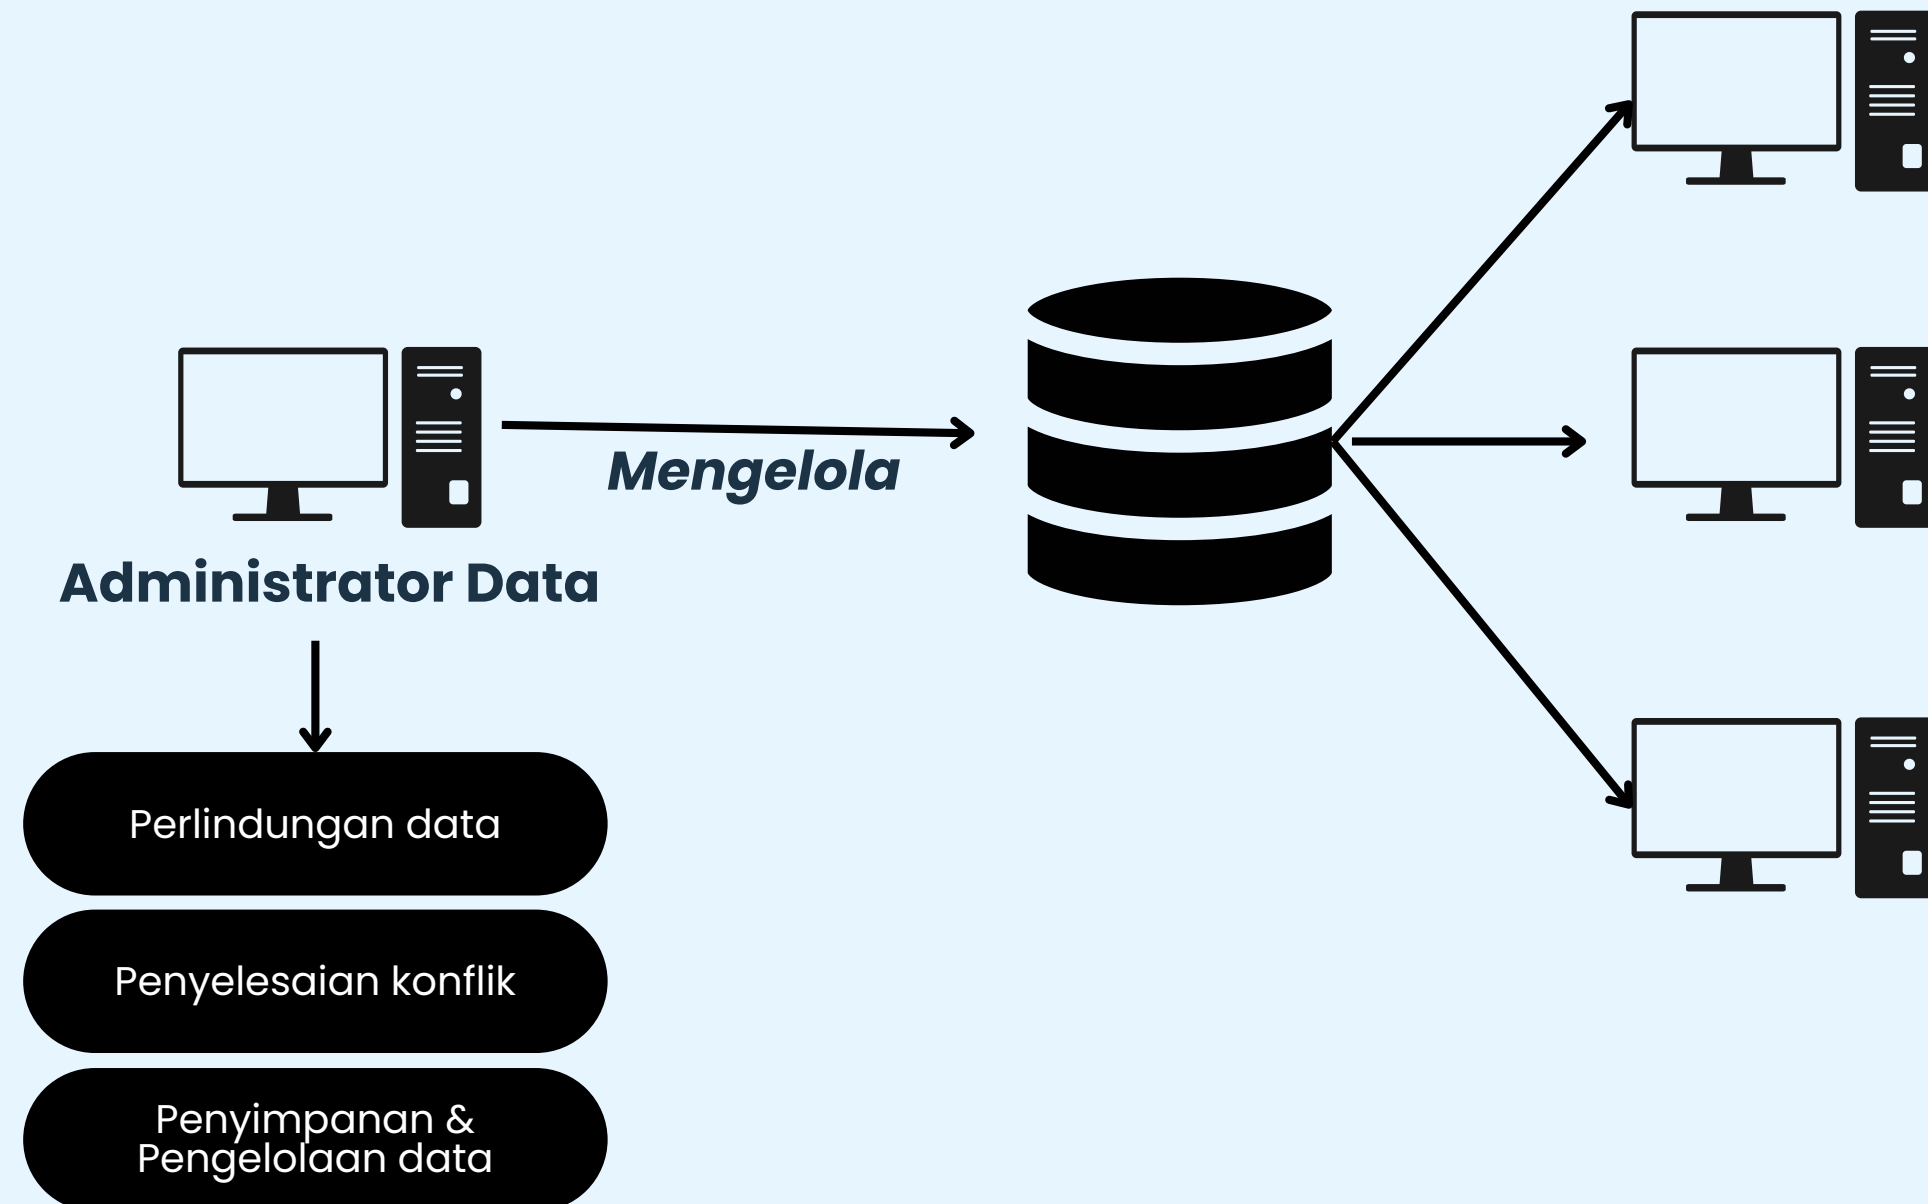 Mengelola
Administrator Data
Perlindungan data
Penyelesaian konflik
Penyimpanan &
Pengelolaan data